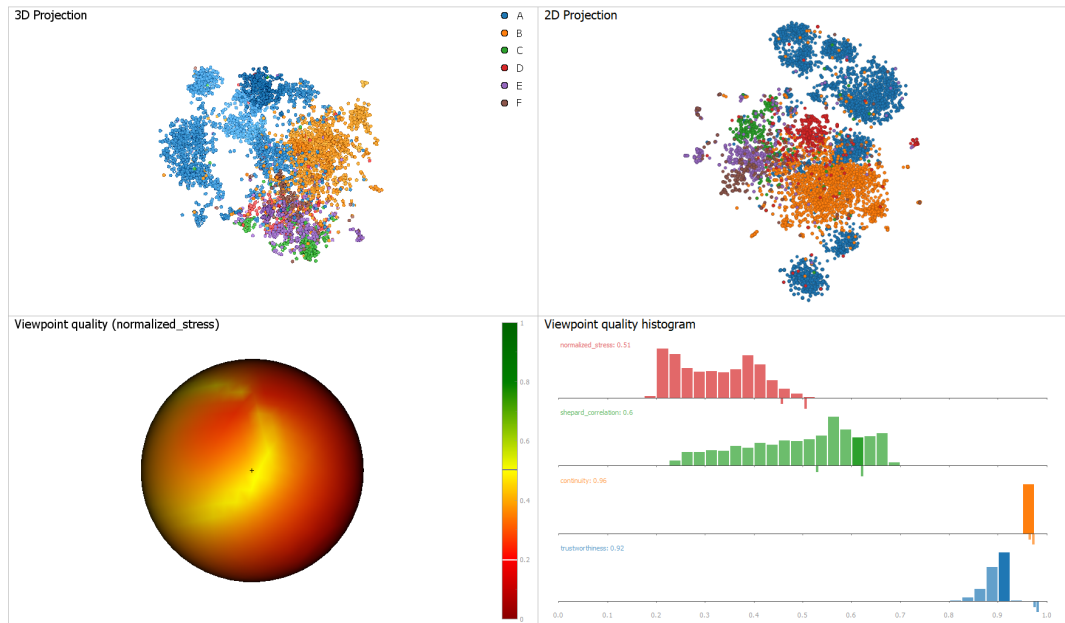 3D Projection
A
B
C
D
E
F
2D Projection
Viewpoint quality (normalized_stress)
1
0.8
0.6
0.4
0.2
0
Viewpoint quality histogram
normalized_stress: 0.51
shepard_correlation: 0.6
continuity: 0.96
trustworthiness: 0.92
0.0 0.1 0.2 0.3 0.4 0.5 0.6 0.7 0.8 0.9 1.0